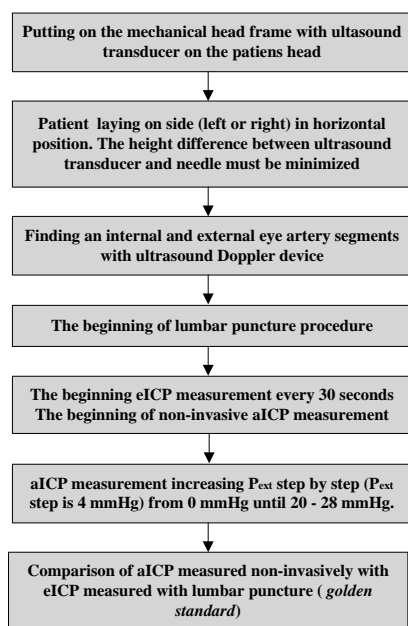 Putting on the mechanical head frame with ultasound
transducer on the patiens head
Patient laying on side (left or right) in horizontal
position. The height difference between ultrasound
transducer and needle must be minimized
Finding an internal and external eye artery segments
with ultrasound Doppler device
The beginning of lumbar puncture procedure
The beginning eICP measurement every 30 seconds
The beginning of non-invasive aICP measurement
aICP measurement increasing Pext step by step (Pext
step is 4 mmHg) from 0 mmHg until 20 - 28 mmHg.
Comparison of aICP measured non-invasively with
eICP measured with lumbar puncture ( golden
standard)